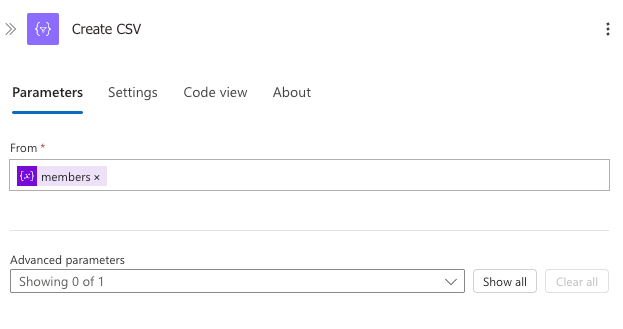 Create CSV
Parameters Settings Code view About
From *
{x} members ×
Advanced parameters
Showing 0 of 1 Show all Clear all